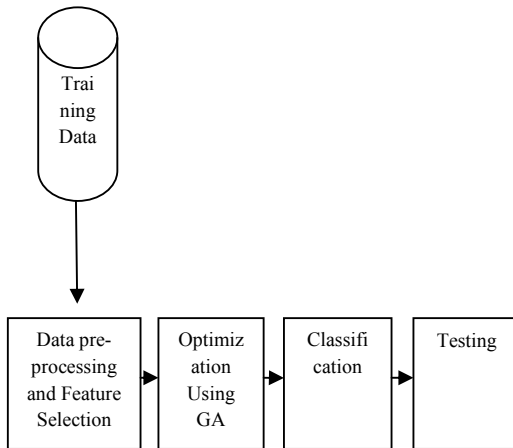 Trai
ning
Data
Data pre-
processing
and Feature
Selection
Optimiz
ation
Using
GA
Classifi
cation
Testing